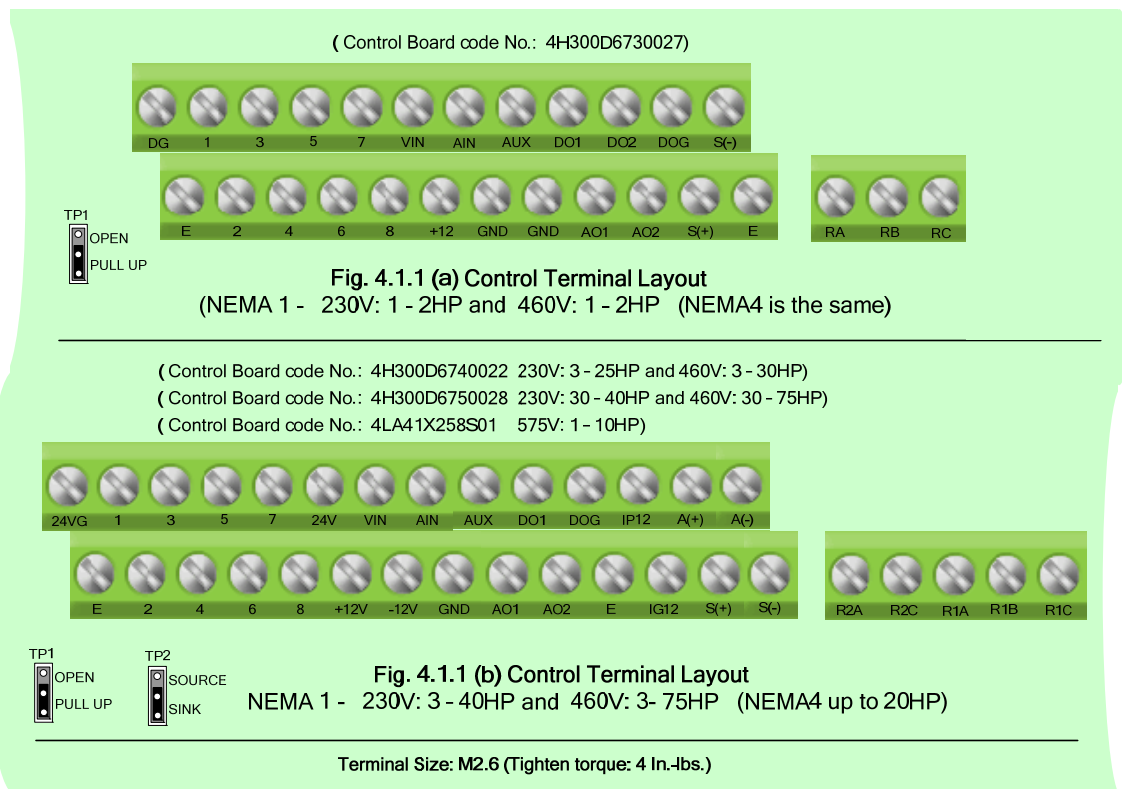 ( Control Board code No.: 4H300D6730027)
DG 1 3 5 7 VIN AIN AUX DO1 DO2 DOG S(-)
E 2 4 6 8 +12 GND GND AO1 AO2 S(+) E RA RB RC
TP1
OPEN
PULL UP
Fig. 4.1.1 (a) Control Terminal Layout
(NEMA 1 - 230V: 1 - 2HP and 460V: 1 - 2HP (NEMA4 is the same)
( Control Board code No.: 4H300D6740022 230V: 3 - 25HP and 460V: 3 - 30HP)
( Control Board code No.: 4H300D6750028 230V: 30 - 40HP and 460V: 30 - 75HP)
( Control Board code No.: 4LA41X258S01 575V: 1 - 10HP)
24VG 1 3 5 7 24V VIN AIN AUX DO1 DOG IP12 A(+) A(-)
E 2 4 6 8 +12V -12V GND AO1 AO2 E IG12 S(+) S(-) R2A R2C R1A R1B R1C
TP1
OPEN
PULL UP
TP2
SOURCE
SINK
Fig. 4.1.1 (b) Control Terminal Layout
NEMA 1 - 230V: 3 - 40HP and 460V: 3- 75HP (NEMA4 up to 20HP)
Terminal Size: M2.6 (Tighten torque: 4 In.-lbs.)